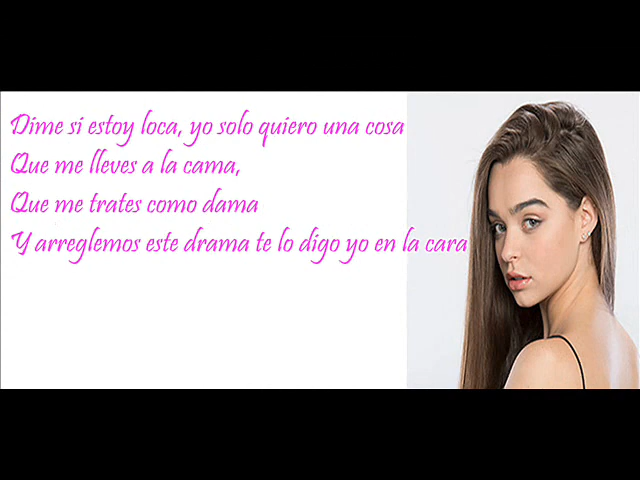 Dime si estoy loca, yo solo quiero una cosa
Que me lleves a la cama,
Que me trates como dama
Y arreglemos este drama te lo digo yo en la cara